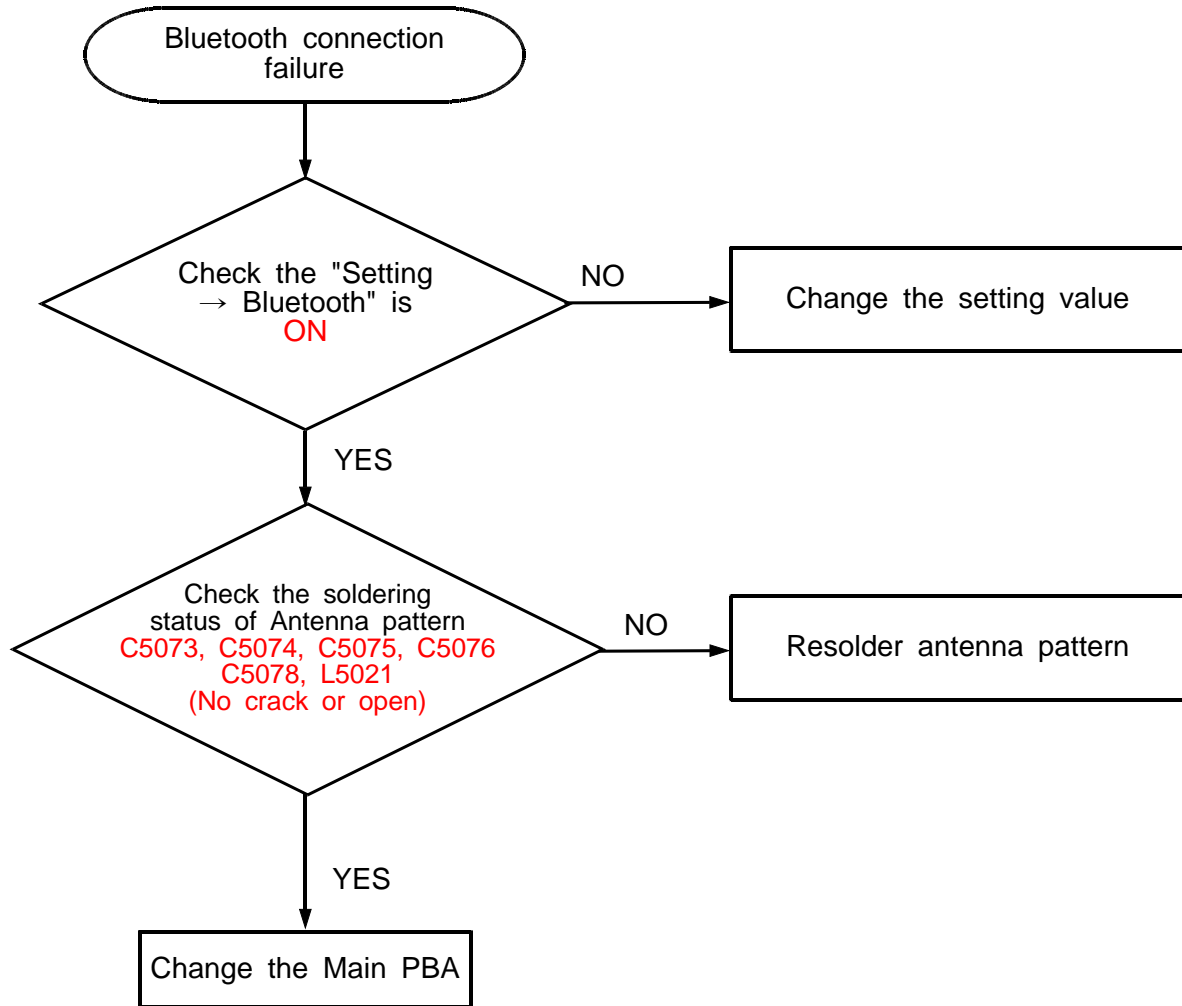 Bluetooth connection
failure
Check the "Setting
→ Bluetooth" is
ON
NO
Change the setting value
YES
Check the soldering
status of Antenna pattern
C5073, C5074, C5075, C5076
C5078, L5021
(No crack or open)
NO
Resolder antenna pattern
YES
Change the Main PBA